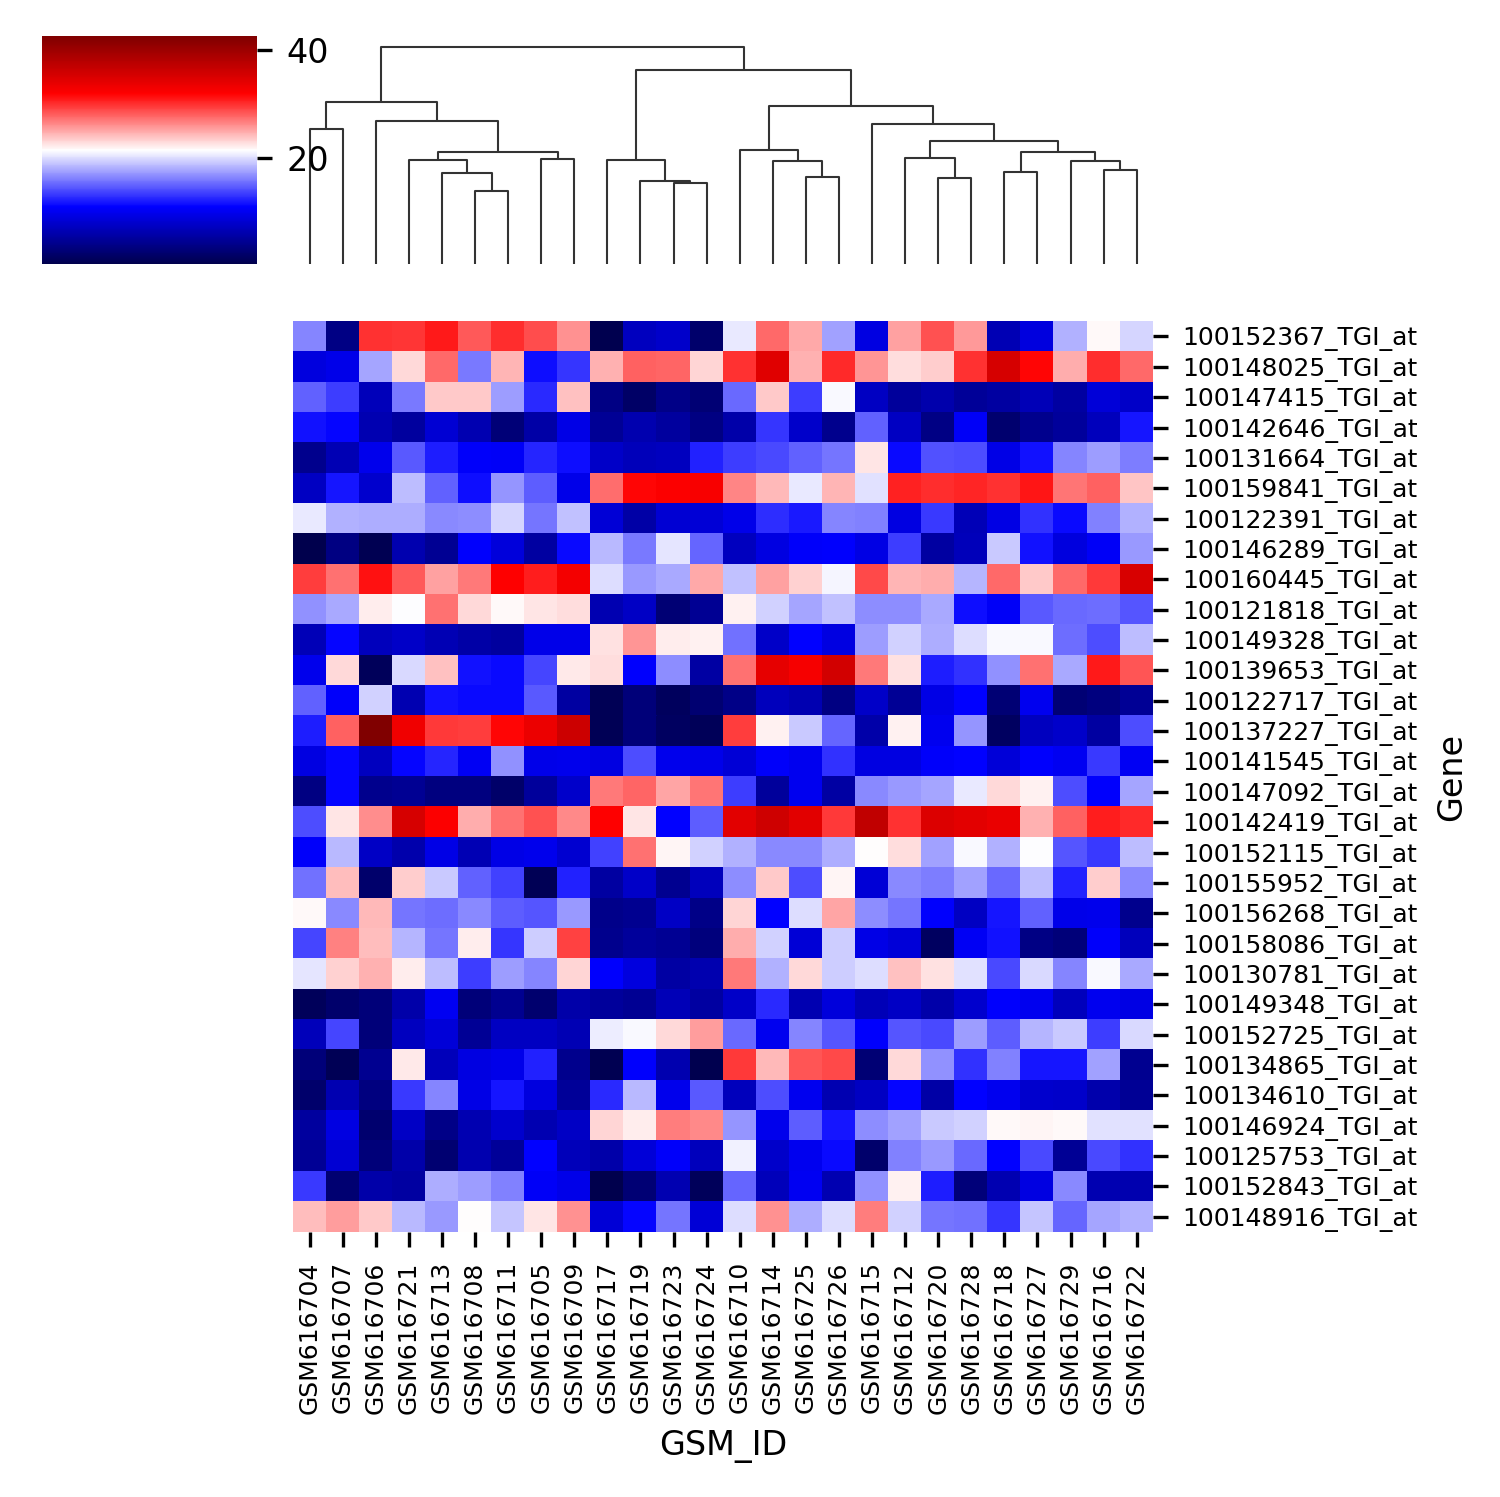 40
20
100152367_TGI_at
100148025_TGI_at
100147415_TGI_at
100142646_TGI_at
100131664_TGI_at
100159841_TGI_at
100122391_TGI_at
100146289_TGI_at
100160445_TGI_at
100121818_TGI_at
100149328_TGI_at
100139653_TGI_at
100122717_TGI_at
100137227_TGI_at
100141545_TGI_at
100147092_TGI_at
100142419_TGI_at
100152115_TGI_at
100155952_TGI_at
100156268_TGI_at
100158086_TGI_at
100130781_TGI_at
100149348_TGI_at
100152725_TGI_at
100134865_TGI_at
100134610_TGI_at
100146924_TGI_at
100125753_TGI_at
100152843_TGI_at
100148916_TGI_at
Gene
GSM616704
GSM616707
GSM616706
GSM616721
GSM616713
GSM616708
GSM616711
GSM616705
GSM616709
GSM616717
GSM616719
GSM616723
GSM616724
GSM616710
GSM616714
GSM616725
GSM616726
GSM616715
GSM616712
GSM616720
GSM616728
GSM616718
GSM616727
GSM616729
GSM616716
GSM616722
GSM_ID